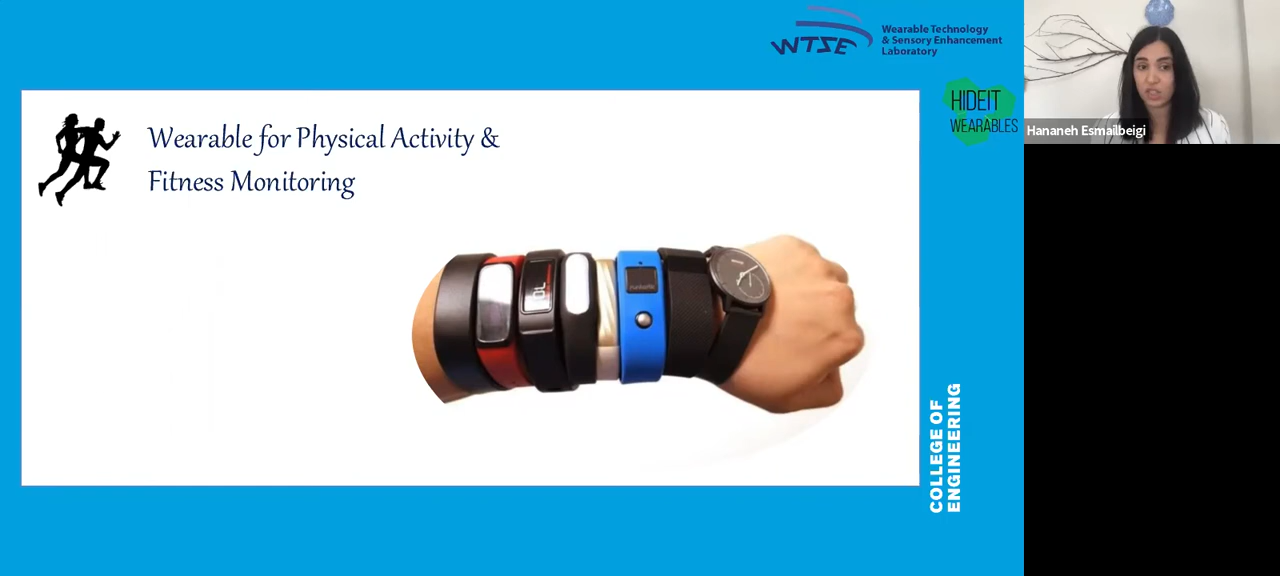 WTSE
Wearable Technology
& Sensory Enhancement
Laboratory
HIDEIT
WEARABLES
Hananeh Esmailbeigi
Wearable for Physical Activity &
Fitness Monitoring
COLLEGE OF
ENGINEERING